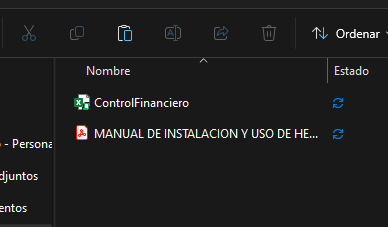 Ordenar
Nombre
Estado
ControlFinanciero
MANUAL DE INSTALACION Y USO DE HE...
o - Persona
djuntos
entos